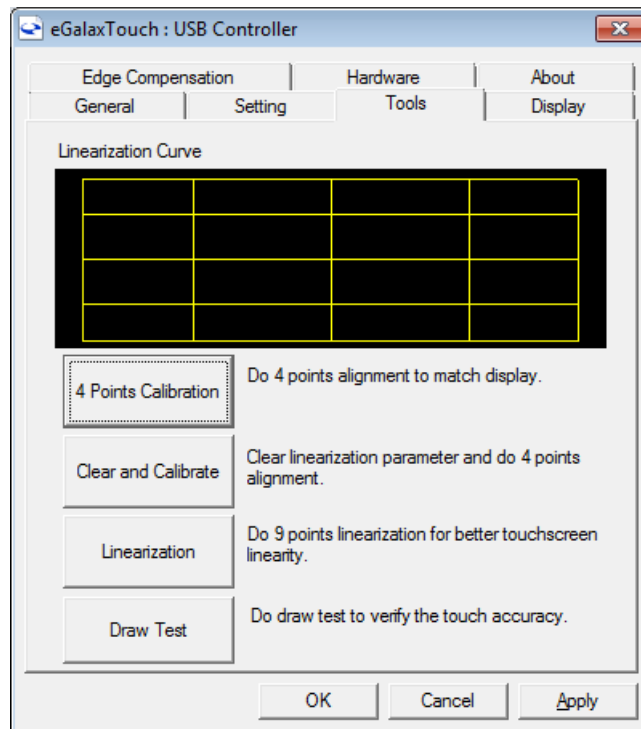 eGalaxTouch : USB Controller
Edge Compensation Hardware About
General Setting Tools Display
Linearization Curve
4 Points Calibration
Do 4 points alignment to match display.
Clear and Calibrate
Clear linearization parameter and do 4 points
alignment.
Linearization
Do 9 points linearization for better touchscreen
linearity.
Draw Test
Do draw test to verify the touch accuracy.
OK Cancel Apply